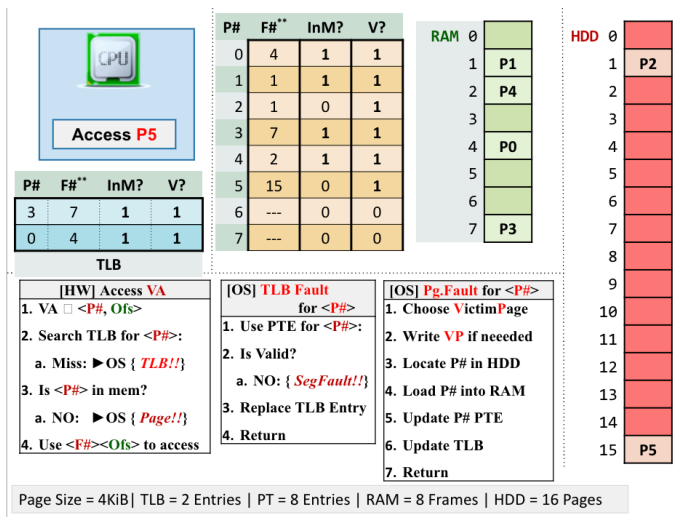 CPU
Access P5
P# F#** InM? V?
3 7 1 1
0 4 1 1
TLB
P# F#** InM? V?
0 4 1 1
1 1 1 1
2 1 0 1
3 7 1 1
4 2 1 1
5 15 0 1
6 --- 0 0
7 --- 0 0
RAM 0
1 P1
2 P4
3
4 P0
5
6
7 P3
HDD 0
1 P2
2
3
4
5
6
7
8
9
10
11
12
13
14
15 P5
[HW] Access VA
1. VA □ <P#, Ofs>
2. Search TLB for <P#>:
a. Miss: ►OS { TLB!!}
3. Is <P#> in mem?
a. NO: ►OS { Page!!}
4. Use <F#><Ofs> to access
[OS] TLB Fault
for <P#>
1. Use PTE for <P#>:
2. Is Valid?
a. NO: { SegFault!!}
3. Replace TLB Entry
4. Return
[OS] Pg.Fault for <P#>
1. Choose VictimPage
2. Write VP if neeeded
3. Locate P# in HDD
4. Load P# into RAM
5. Update P# PTE
6. Update TLB
7. Return
Page Size = 4KiB| TLB = 2 Entries | PT = 8 Entries | RAM = 8 Frames | HDD = 16 Pages